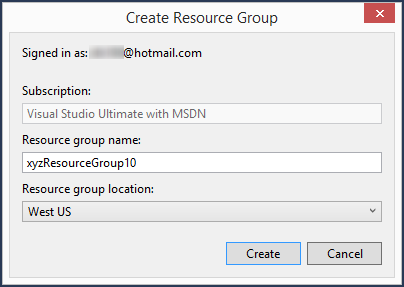 Create Resource Group
Signed in as: @hotmail.com
Subscription:
Visual Studio Ultimate with MSDN
Resource group name:
xyzResourceGroup10
Resource group location:
West US
Create Cancel